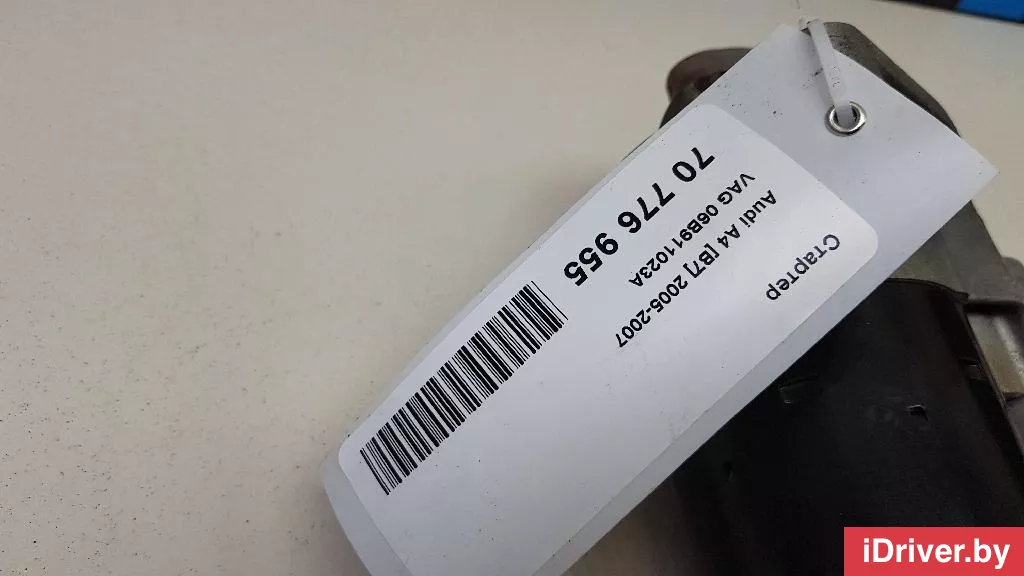 Стартер
Audi A4 [B7] 2005-2007
VAG 06B911023A
70 776 955
iDriver.by